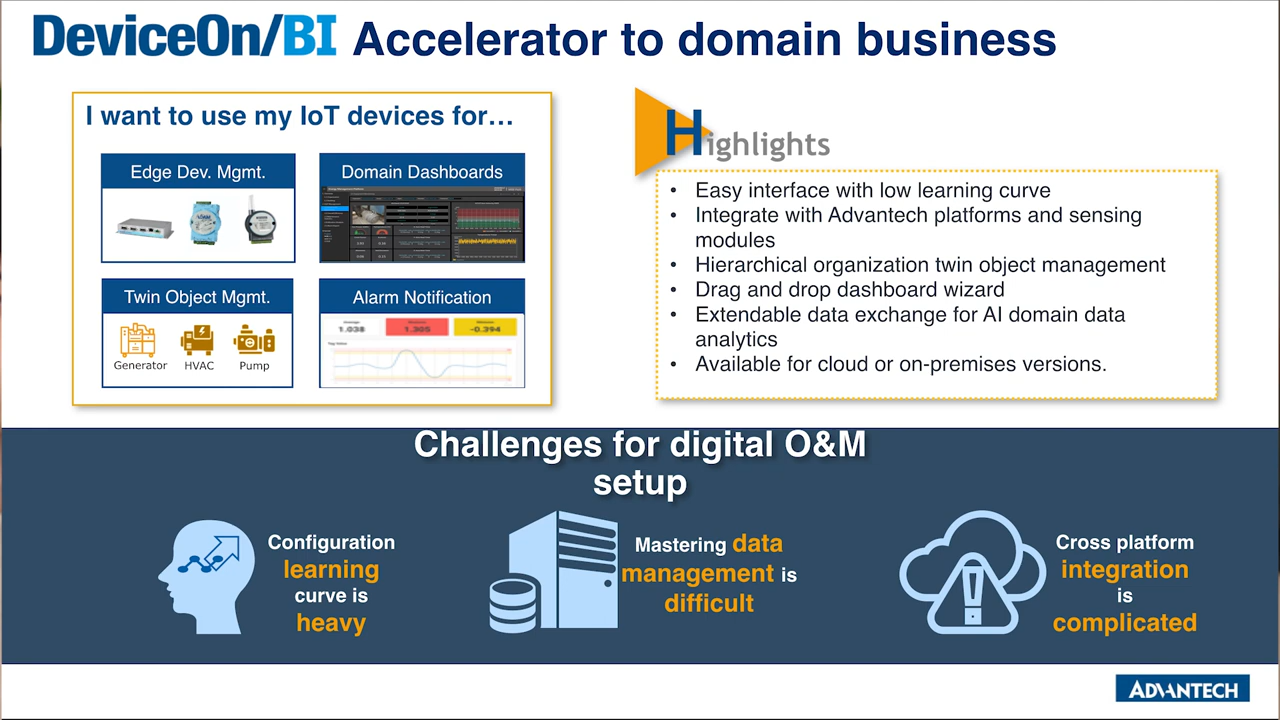 DeviceOn/BI Accelerator to domain business
I want to use my IoT devices for…
Edge Dev. Mgmt.
Domain Dashboards
Twin Object Mgmt.
Generator
HVAC
Pump
Alarm Notification
1.038
1.305
-0.394
Highlights
• Easy interface with low learning curve
• Integrate with Advantech platforms and sensing
modules
• Hierarchical organization twin object management
• Drag and drop dashboard wizard
• Extendable data exchange for AI domain data
analytics
• Available for cloud or on-premises versions.
Challenges for digital O&M
setup
Configuration
learning
curve is
heavy
Mastering data
management is
difficult
Cross platform
integration
is
complicated
ADVANTECH